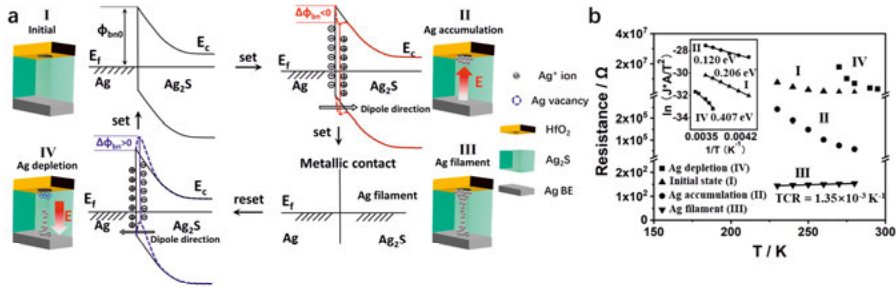 a
I
Initial
ϕbn0
Ef
Ec
Ag
Ag2S
set
Δϕbn<0
Ef
Ec
Ag
Ag2S
Dipole direction
II
Ag accumulation
E
Ag+ ion
Ag vacancy
HfO2
Ag2S
Ag BE
set
set
IV
Ag depletion
E
Δϕbn>0
Ef
Ec
Ag
Ag2S
Dipole direction
reset
Metallic contact
Ef
Ag filament
Ag
Ag2S
III
Ag filament
b
Resistance / Ω
2x10^7
1x10^7
1x10^5
5x10^4
2x10^2
1x10^2
0
150 200 250 300
T / K
ln (J*A/T^2)
-28
-30
-32
-34
0.0035 0.0042
1/T (K^-1)
II
0.120 eV
0.206 eV
I
IV 0.407 eV
I
IV
II
III
TCR = 1.35×10^-3 K^-1
Ag depletion (IV)
Initial state (I)
Ag accumulation (II)
Ag filament (III)